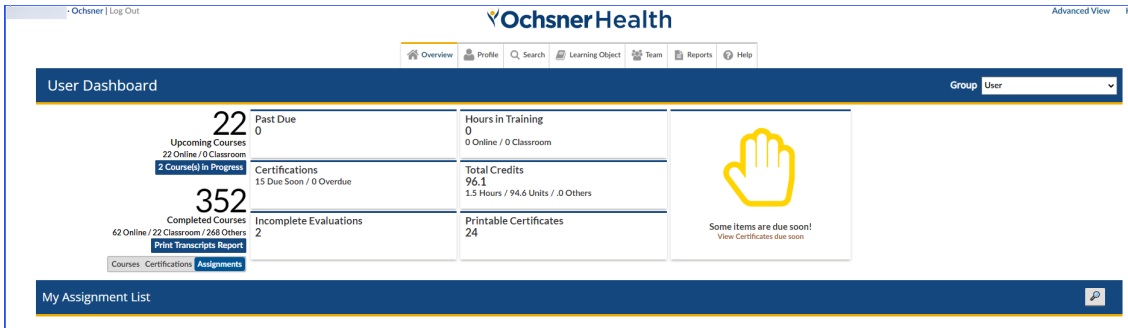 · Ochsner | Log Out
Advanced View
Ochsner Health
Overview
Profile
Search
Learning Object
Team
Reports
Help
User Dashboard
Group User
22
Upcoming Courses
22 Online / 0 Classroom
2 Course(s) in Progress
352
Completed Courses
62 Online / 22 Classroom / 268 Others
Print Transcripts Report
Courses Certifications Assignments
Past Due
0
Certifications
15 Due Soon / 0 Overdue
Incomplete Evaluations
2
Hours in Training
0
0 Online / 0 Classroom
Total Credits
96.1
1.5 Hours / 94.6 Units / .0 Others
Printable Certificates
24
Some items are due soon!
View Certificates due soon
My Assignment List